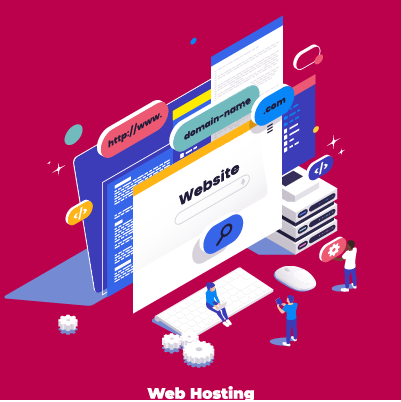 http://www.
domain-name
.com
Website
</>
</>
Web Hosting